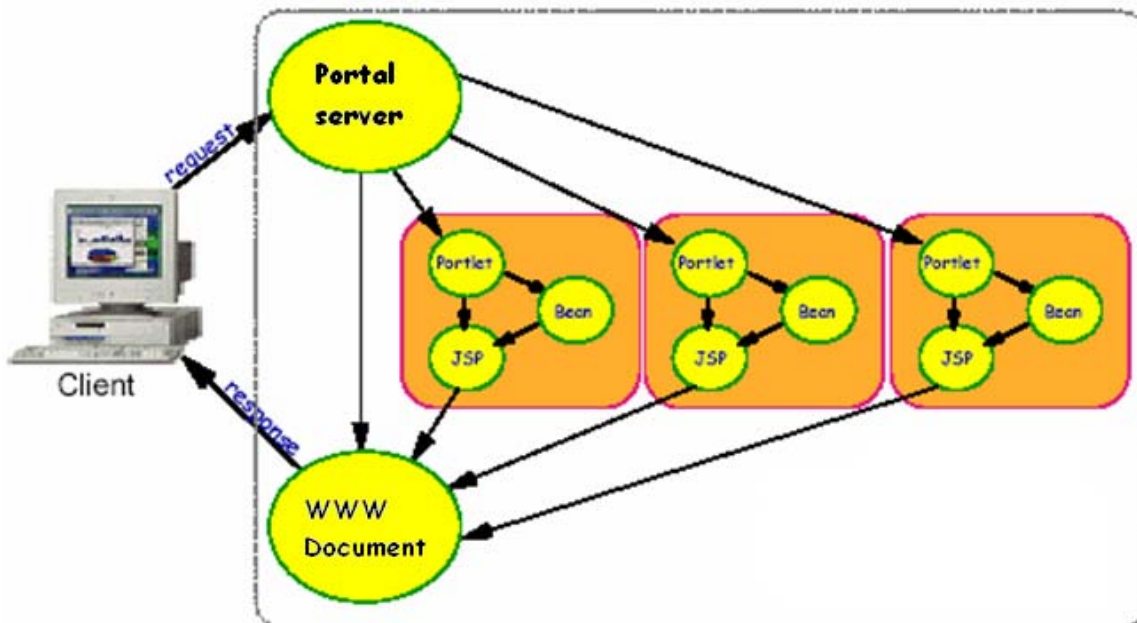 Portal
server
request
Portlet
Bean
JSP
Portlet
Bean
JSP
Portlet
Bean
JSP
Client
response
WWW
Document